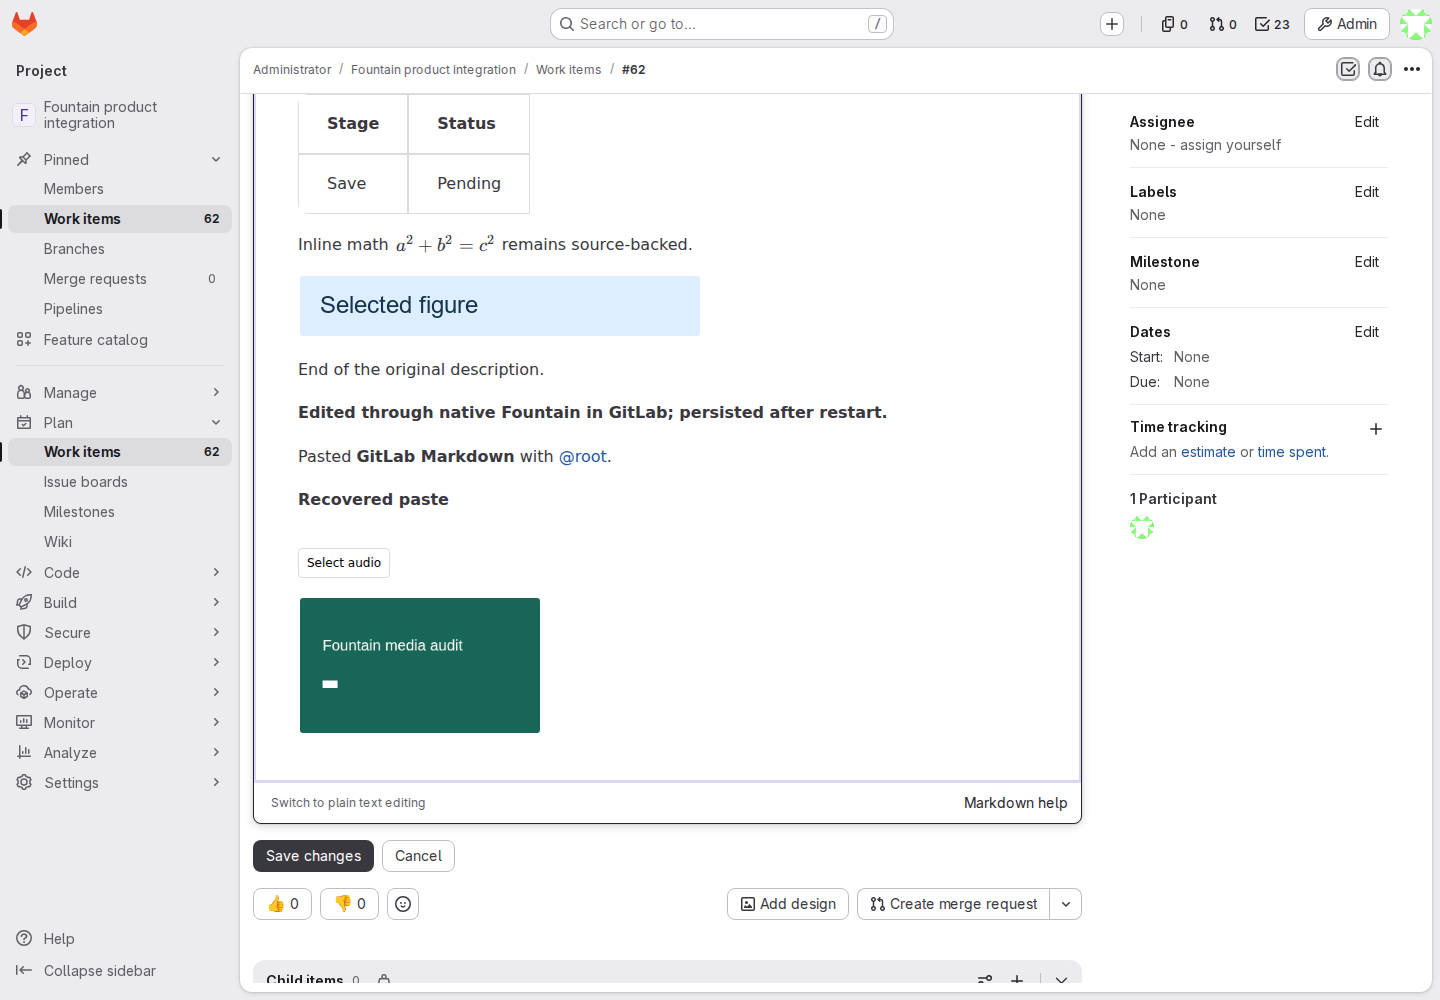 Search or go to...
/
0
0
23
Admin
Project
F
Fountain product
integration
Pinned
Members
Work items 62
Branches
Merge requests 0
Pipelines
Feature catalog
Manage
Plan
Work items 62
Issue boards
Milestones
Wiki
Code
Build
Secure
Deploy
Operate
Monitor
Analyze
Settings
Help
Collapse sidebar
Administrator / Fountain product integration / Work items / #62
Stage Status
Save Pending
Inline math a² + b² = c² remains source-backed.
Selected figure
End of the original description.
Edited through native Fountain in GitLab; persisted after restart.
Pasted GitLab Markdown with @root.
Recovered paste
Select audio
Fountain media audit
Switch to plain text editing
Markdown help
Save changes
Cancel
👍 0
👎 0
Add design
Create merge request
Child items 0
Assignee Edit
None - assign yourself
Labels Edit
None
Milestone Edit
None
Dates Edit
Start: None
Due: None
Time tracking
Add an estimate or time spent.
1 Participant